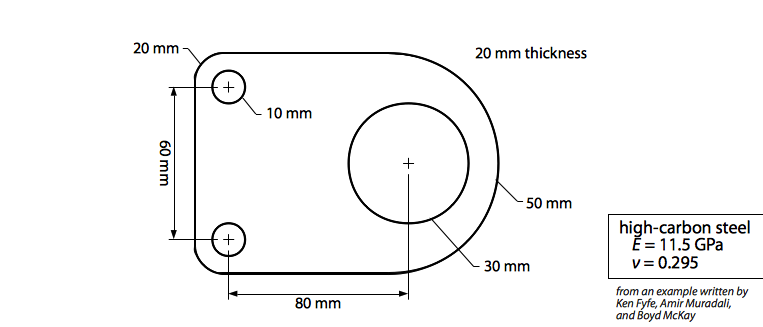 20 mm
20 mm thickness
10 mm
60 mm
50 mm
30 mm
80 mm
high-carbon steel
E = 11.5 GPa
ν = 0.295
from an example written by
Ken Fyfe, Amir Muradali,
and Boyd McKay